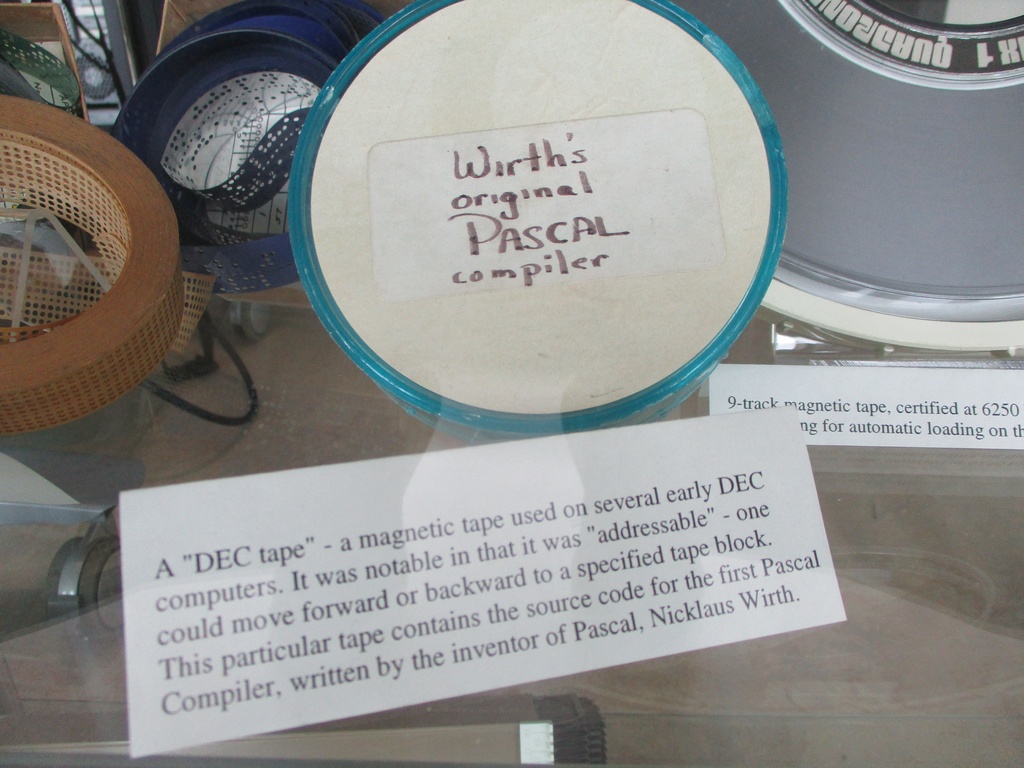 X 1 QUADRONIX
Wirth's
original
PASCAL
compiler
9-track magnetic tape, certified at 6250
ng for automatic loading on th
A "DEC tape" - a magnetic tape used on several early DEC
computers. It was notable in that it was "addressable" - one
could move forward or backward to a specified tape block.
This particular tape contains the source code for the first Pascal
Compiler, written by the inventor of Pascal, Nicklaus Wirth.